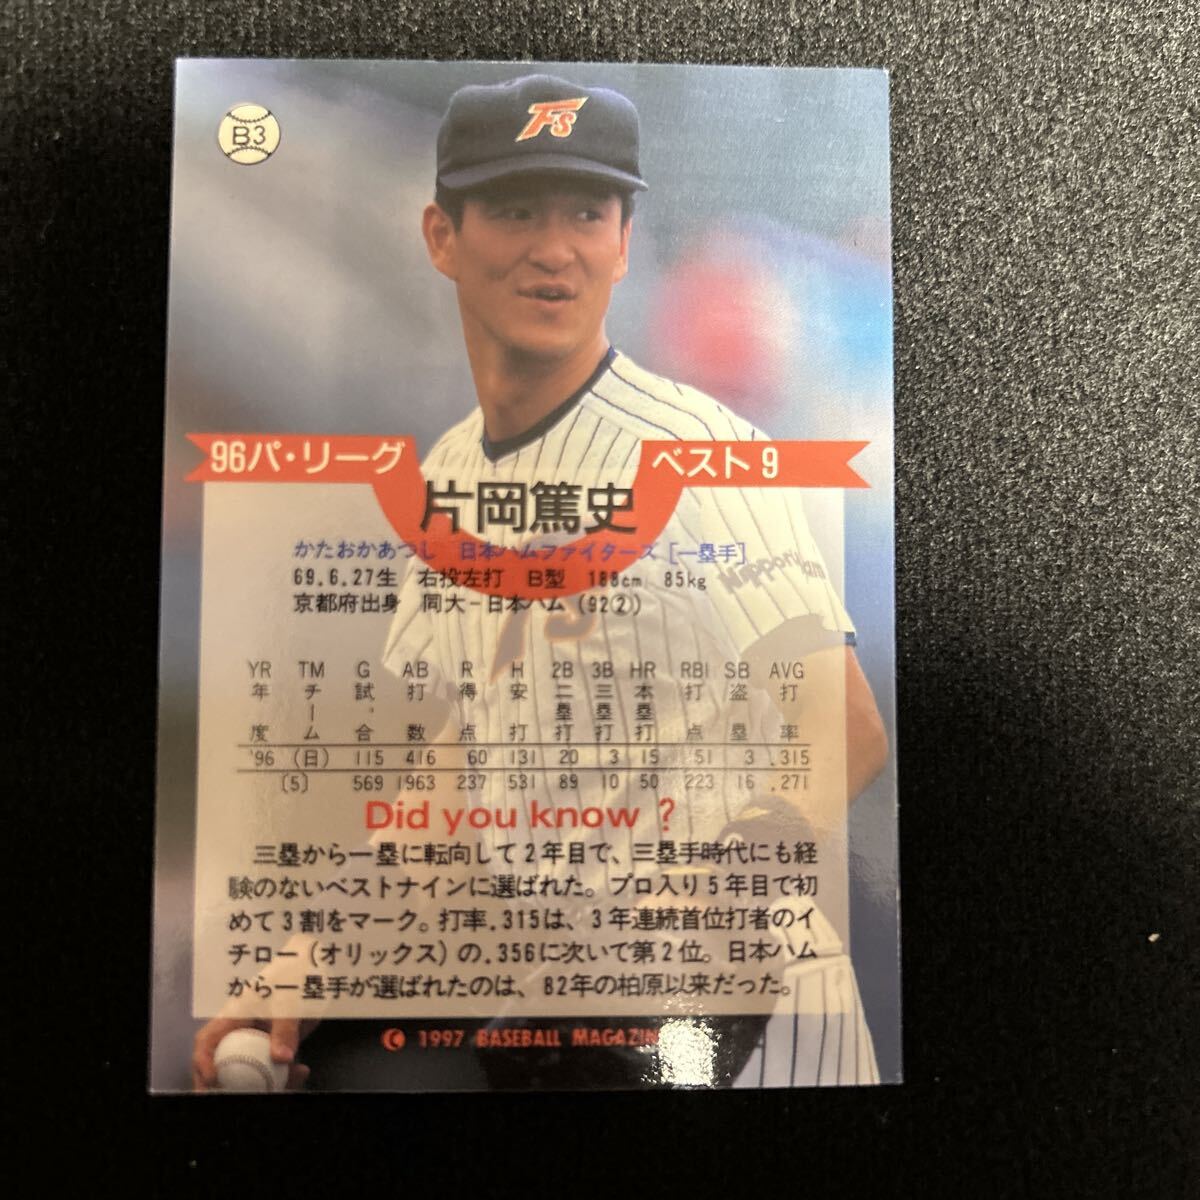 B3
Fs
96パ・リーグ ベスト9
片岡篤史
かたおかあつし 日本ハムファイターズ [一塁手]
69.6.27生 右投左打 B型 188cm 85kg
京都府出身 同大-日本ハム (92②)
YR TM G AB R H 2B 3B HR RBI SB AVG
年度 チーム 試合 打数 得点 安打 二塁打 三塁打 本塁打 打点 盗塁 打率
'96 (日) 115 416 60 131 20 3 15 51 3 .315
(5) 569 1963 237 531 89 10 50 223 16 .271
Did you know ?
三塁から一塁に転向して2年目で、三塁手時代にも経
験のないベストナインに選ばれた。プロ入り5年目で初
めて3割をマーク。打率.315は、3年連続首位打者のイ
チロー(オリックス)の.356に次いで第2位。日本ハム
から一塁手が選ばれたのは、82年の柏原以来だった。
© 1997 BASEBALL MAGAZIN